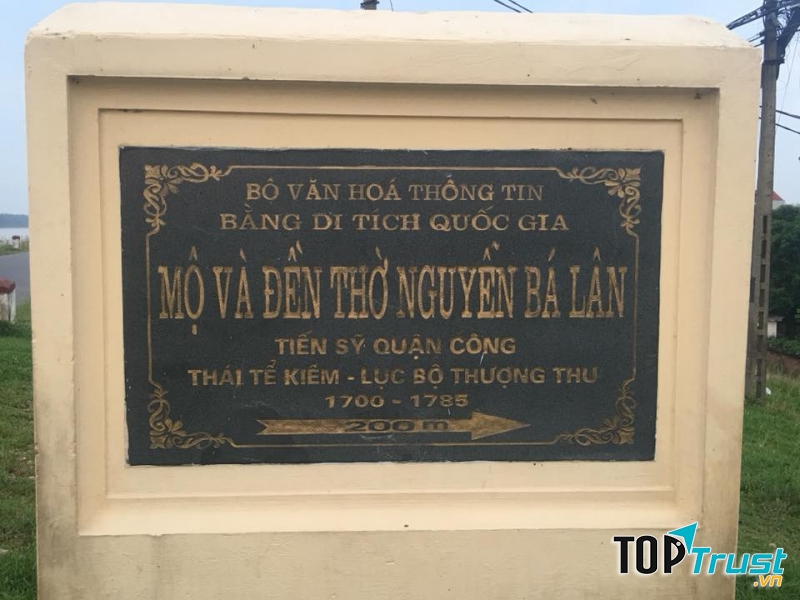 BỘ VĂN HOÁ THÔNG TIN
BẰNG DI TÍCH QUỐC GIA
MỘ VÀ ĐỀN THỜ NGUYỄN BÁ LÂN
TIẾN SỸ QUẬN CÔNG
THÁI TỂ KIÊM - LỤC BỘ THƯỢNG THƯ
1700 - 1785
200 m
TOPTrust.vn